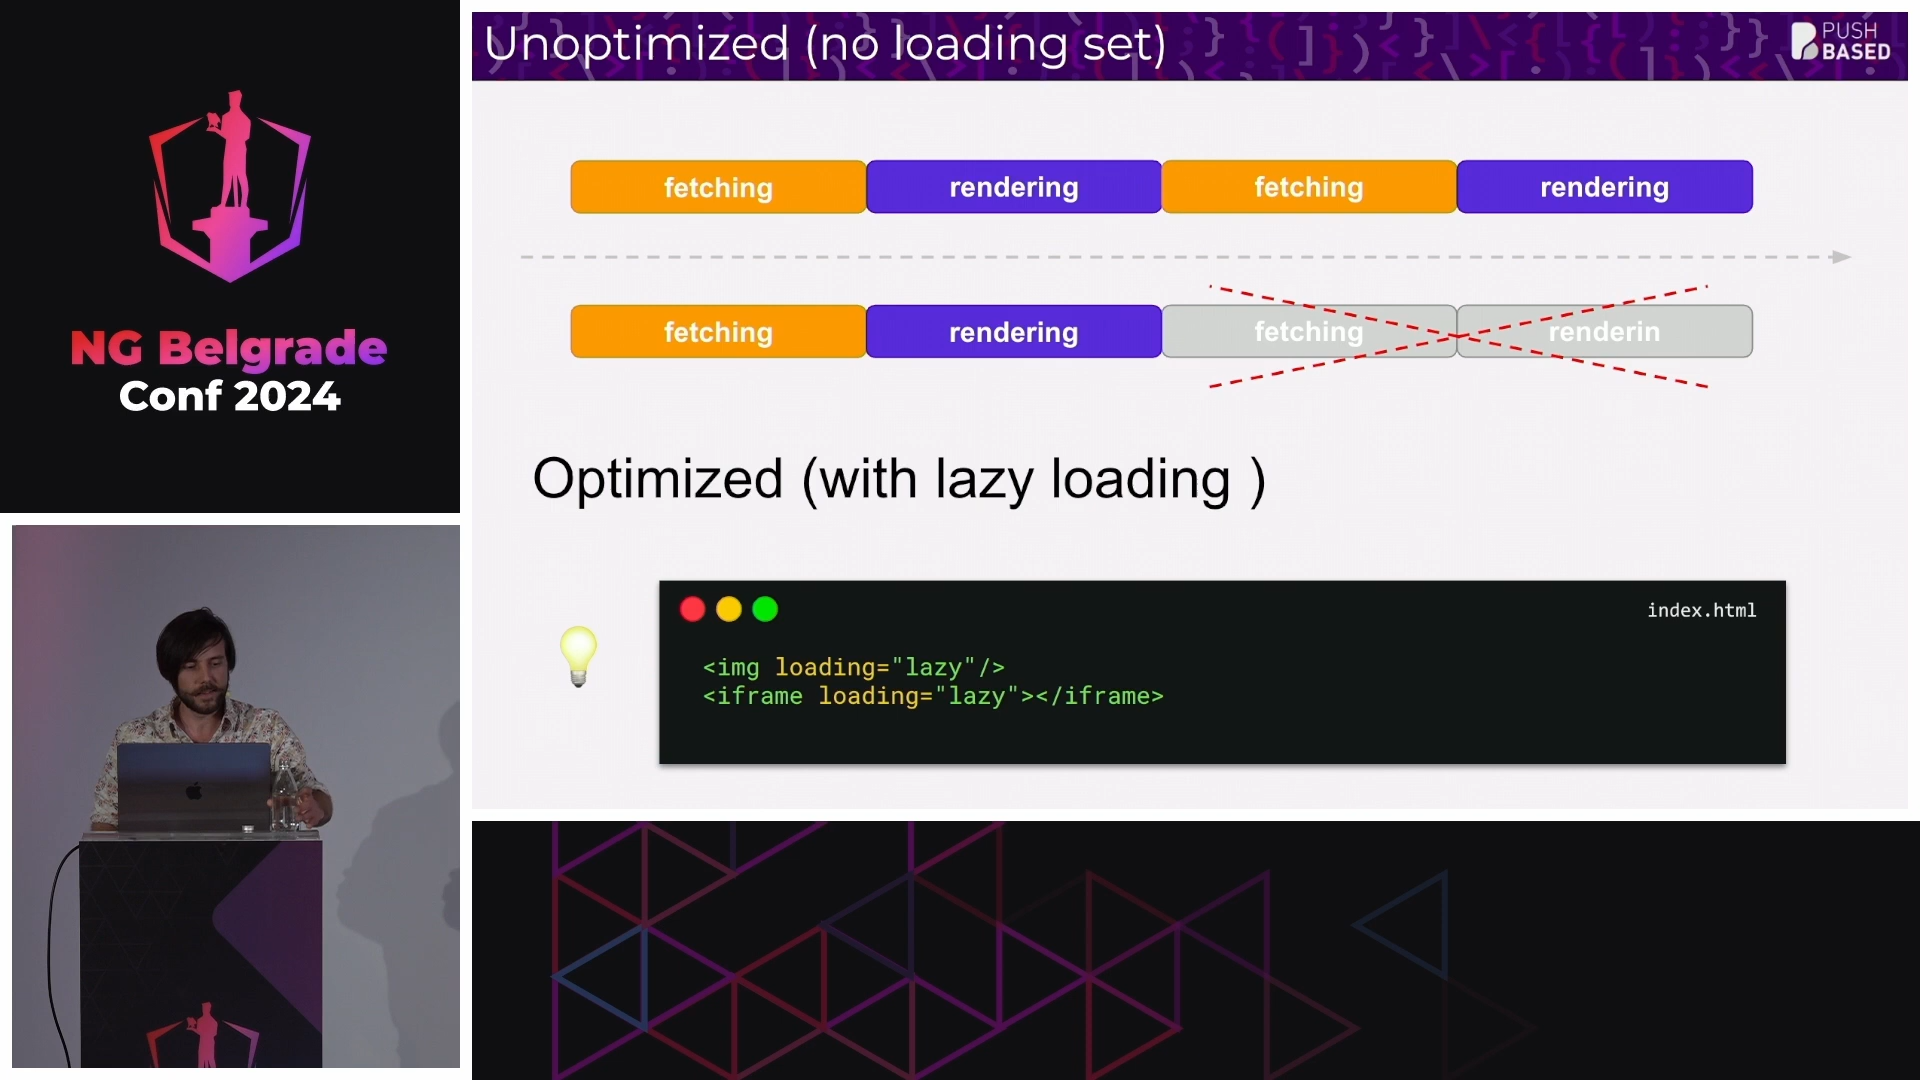 NG Belgrade
Conf 2024
Unoptimized (no loading set)
PUSH
BASED
fetching rendering fetching rendering
fetching rendering fetching renderin
Optimized (with lazy loading )
index.html
<img loading="lazy"/>
<iframe loading="lazy"></iframe>